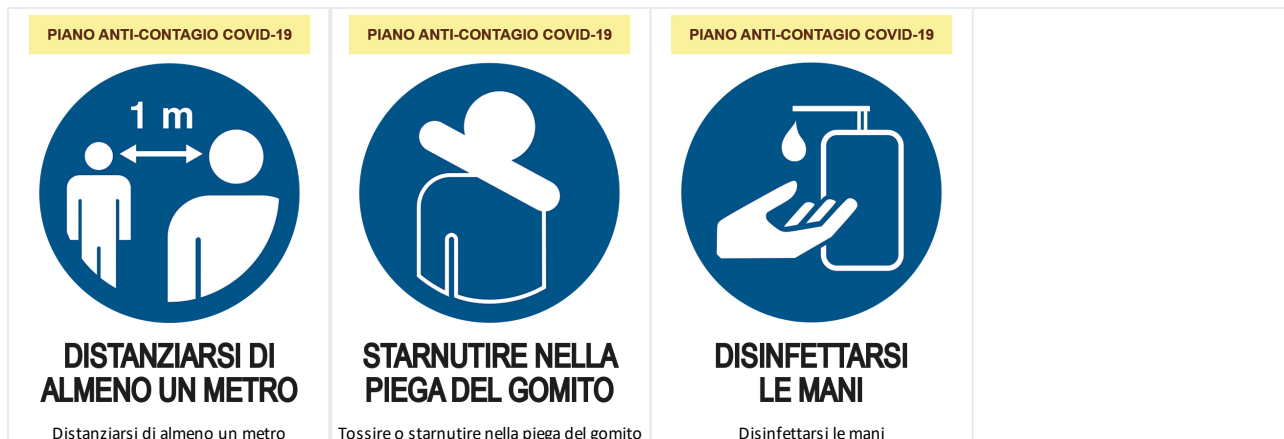 PIANO ANTI-CONTAGIO COVID-19
1 m
DISTANZIARSI DI
ALMENO UN METRO
Distanziarsi di almeno un metro
PIANO ANTI-CONTAGIO COVID-19
STARNUTIRE NELLA
PIEGA DEL GOMITO
Tossire o starnutire nella piega del gomito
PIANO ANTI-CONTAGIO COVID-19
DISINFETTARSI
LE MANI
Disinfettarsi le mani